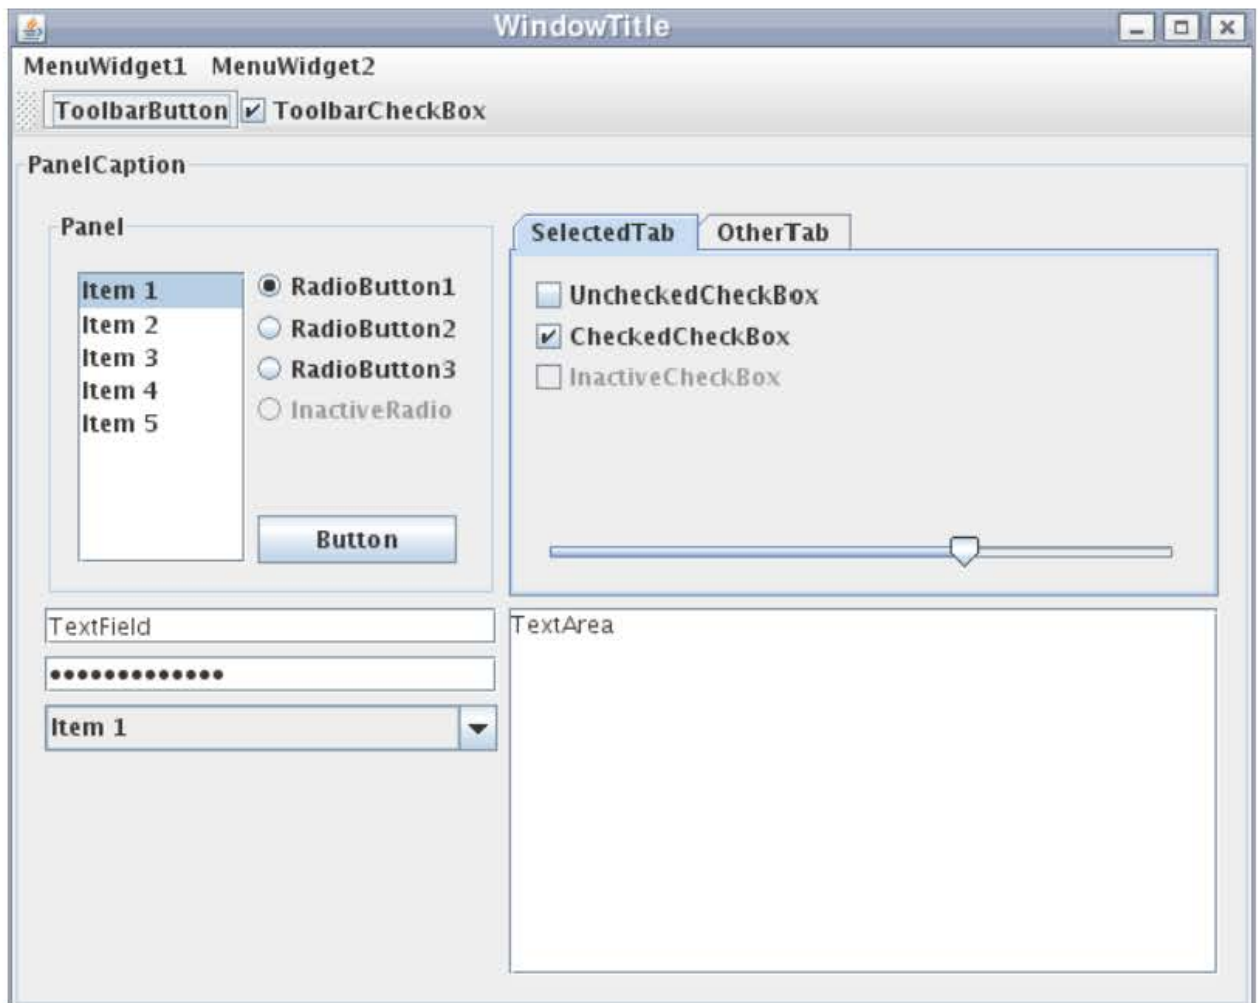 WindowTitle
MenuWidget1 MenuWidget2
ToolbarButton ToolbarCheckBox
PanelCaption
Panel
Item 1
Item 2
Item 3
Item 4
Item 5
RadioButton1
RadioButton2
RadioButton3
InactiveRadio
Button
SelectedTab OtherTab
UncheckedCheckBox
CheckedCheckBox
InactiveCheckBox
TextField
•••••••••••••
Item 1
TextArea